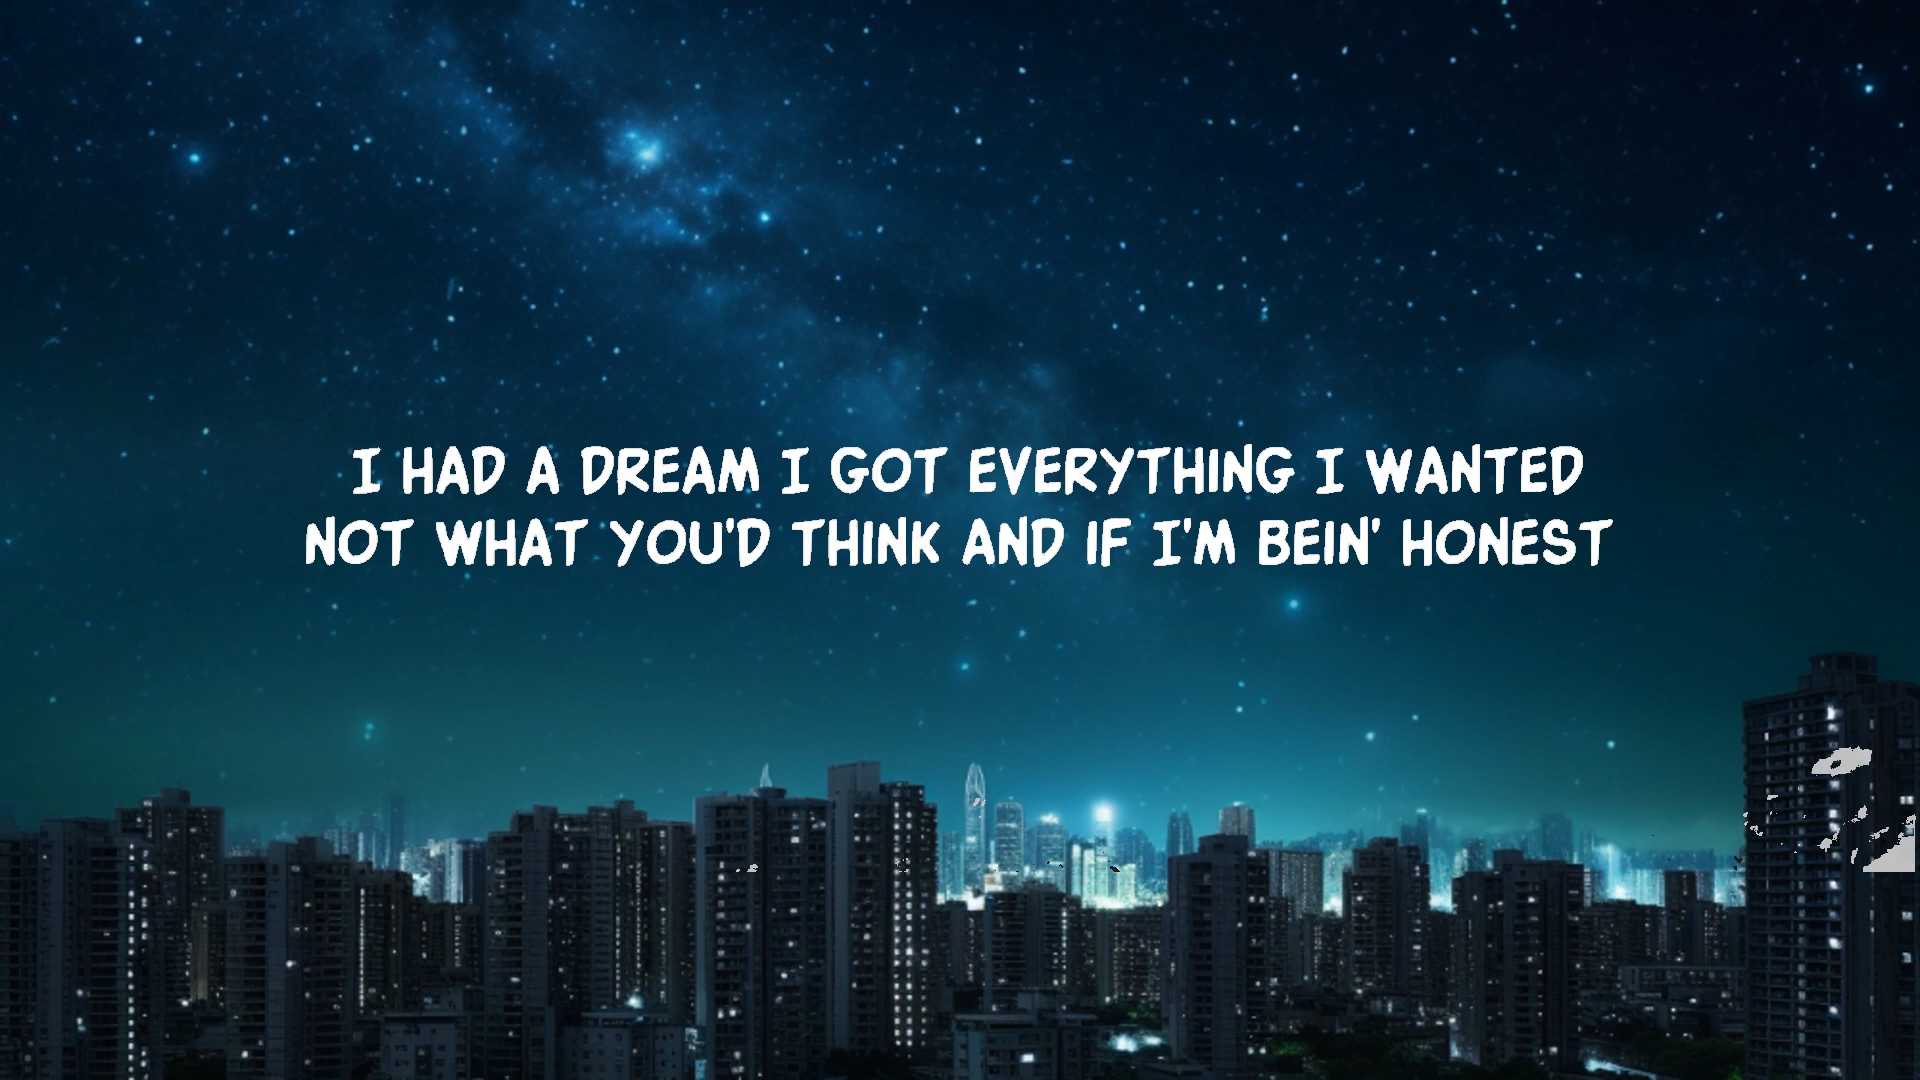 I HAD A DREAM I GOT EVERYTHING I WANTED
NOT WHAT YOU'D THINK AND IF I'M BEIN' HONEST